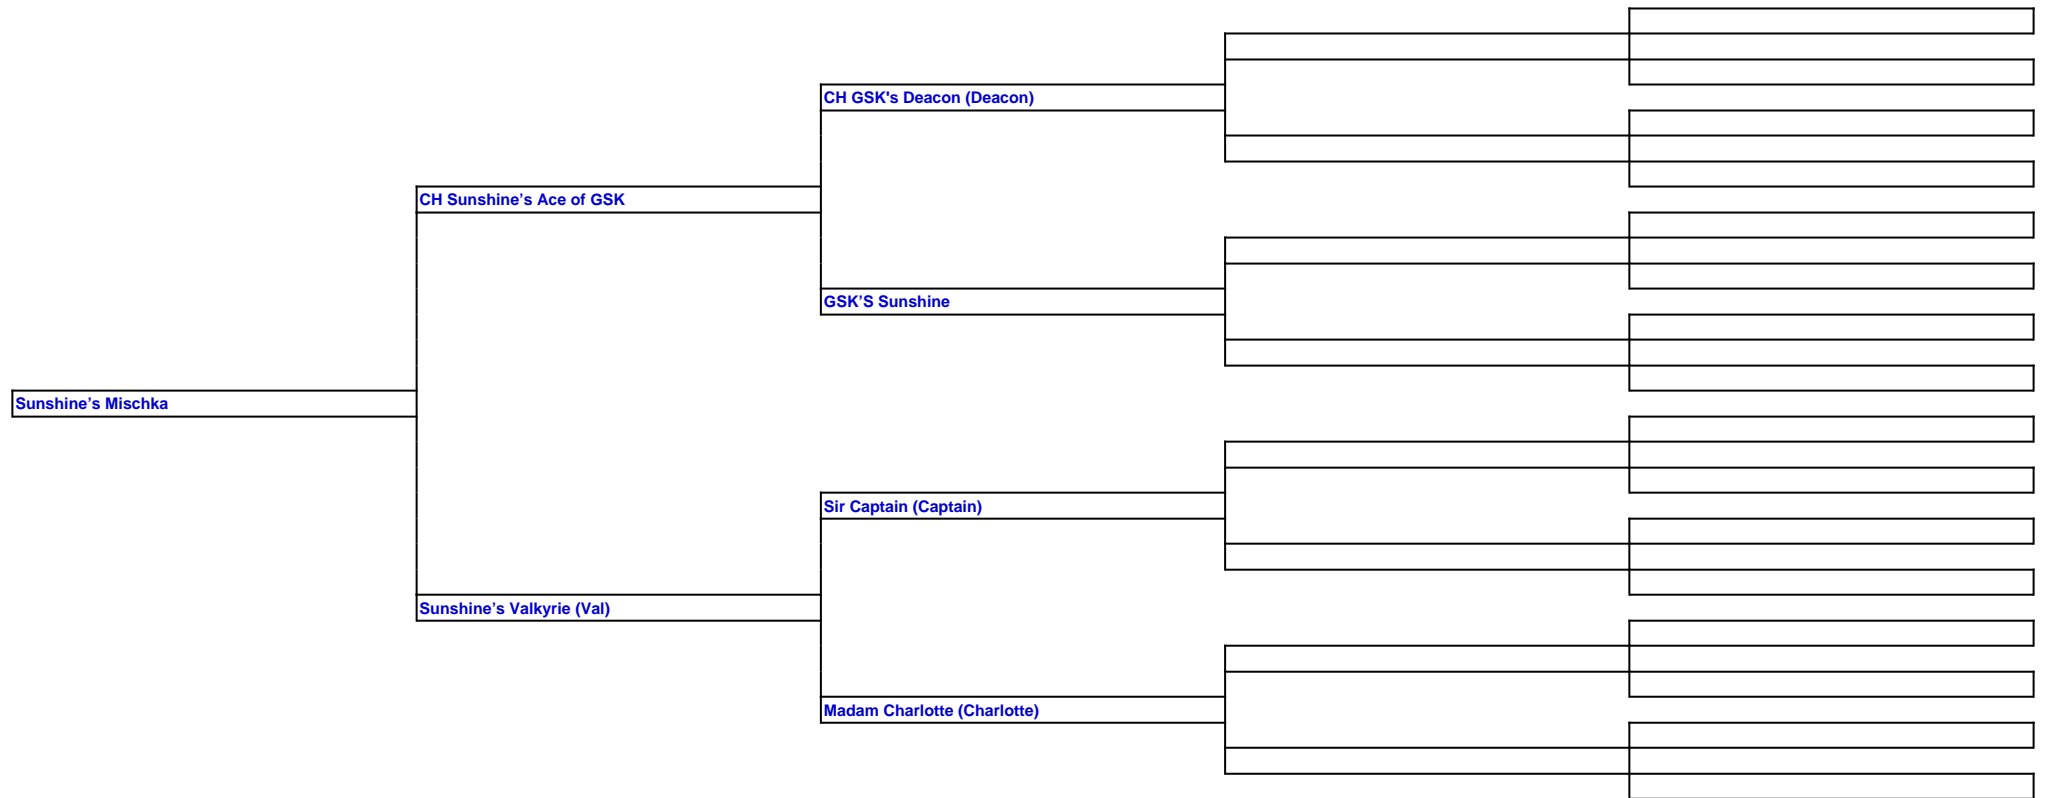 CH GSK's Deacon (Deacon)
CH Sunshine’s Ace of GSK
GSK’S Sunshine
Sunshine’s Mischka
Sir Captain (Captain)
Sunshine’s Valkyrie (Val)
Madam Charlotte (Charlotte)